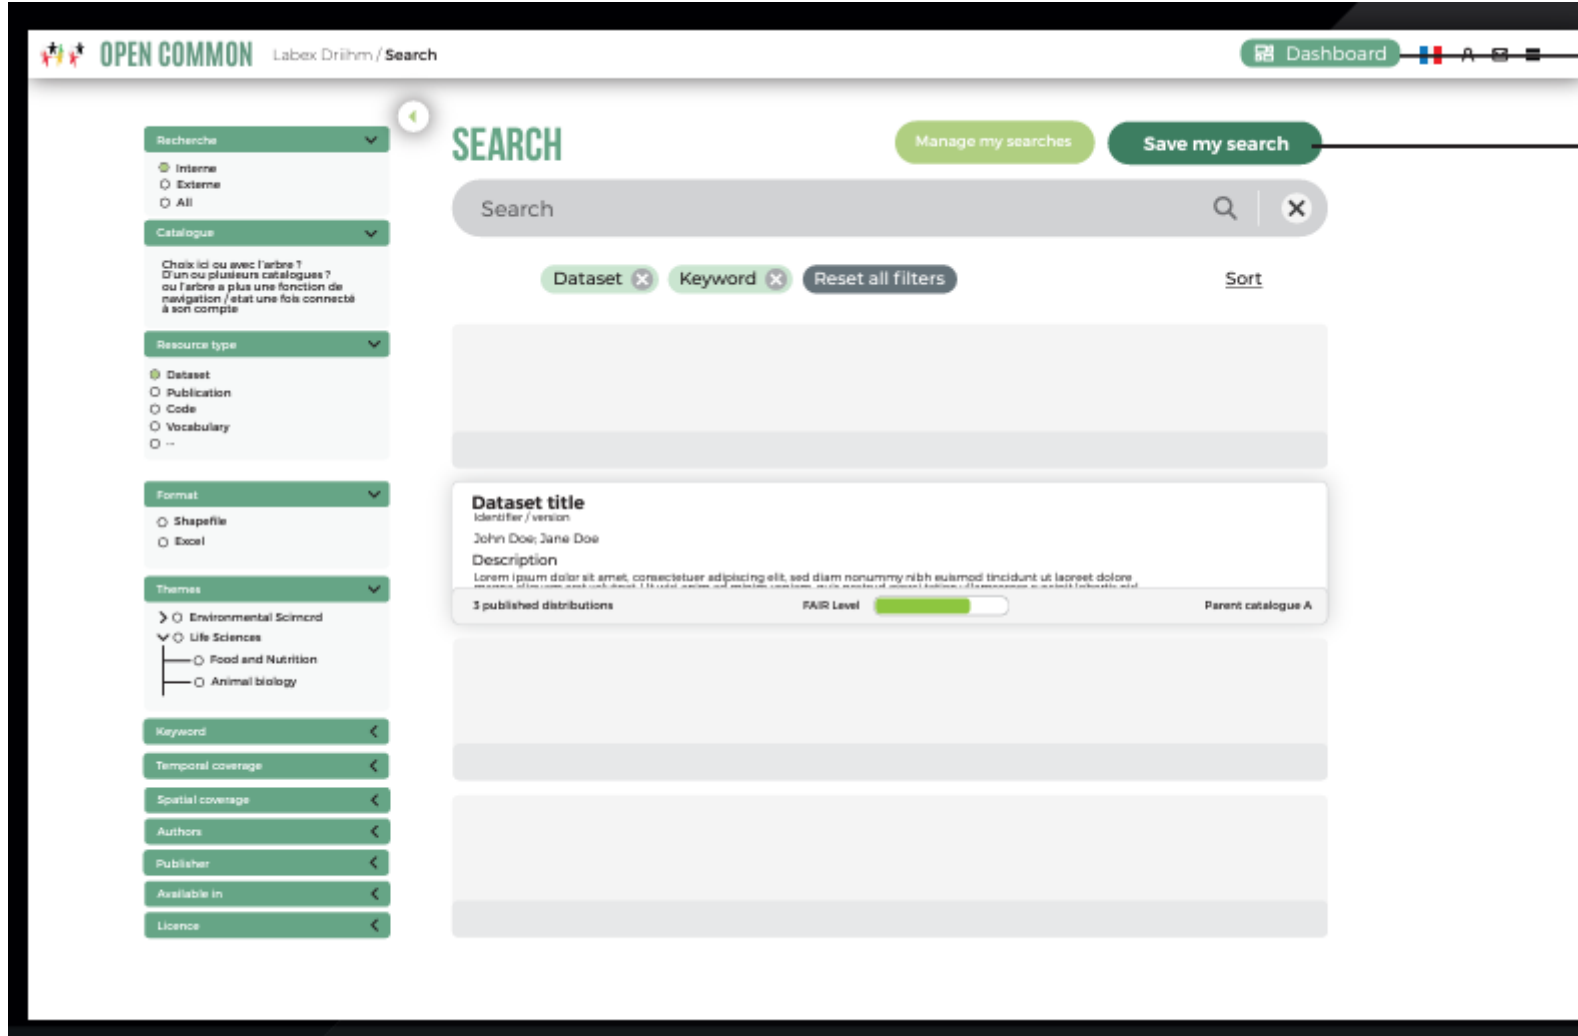 OPEN COMMON
Labex Driihm / Search
Dashboard
Recherche
Interne
Externe
All
Catalogue
Choix ici ou avec l'arbre ?
D'un ou plusieurs catalogues ?
ou l'arbre a plus une fonction de
navigation / etat une fois connecté
à son compte
Resource type
Dataset
Publication
Code
Vocabulary
...
Format
Shapefile
Excel
Themes
Environmental Scirncrd
Life Sciences
Food and Nutrition
Animal biology
Keyword
Temporal coverage
Spatial coverage
Authors
Publisher
Available in
Licence
SEARCH
Manage my searches
Save my search
Search
Dataset
Keyword
Reset all filters
Sort
Dataset title
Identifier / version
John Doe; Jane Doe
Description
Lorem ipsum dolor sit amet, consectetuer adipiscing elit, sed diam nonummy nibh euismod tincidunt ut laoreet dolore
3 published distributions
FAIR Level
Parent catalogue A